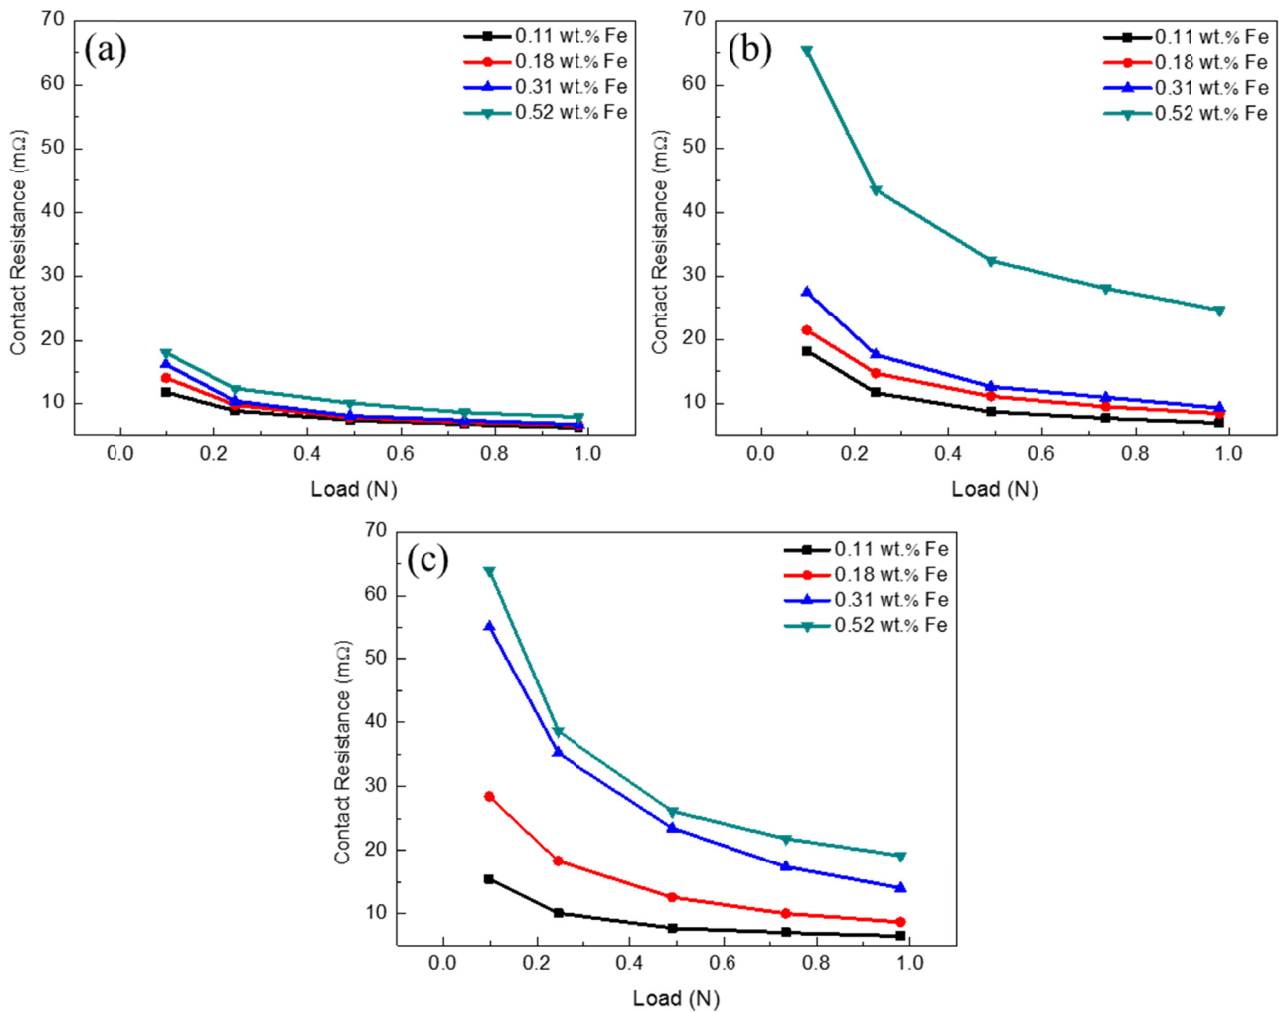 (a)
0.11 wt.% Fe
0.18 wt.% Fe
0.31 wt.% Fe
0.52 wt.% Fe
Contact Resistance (mΩ)
70
60
50
40
30
20
10
0.0 0.2 0.4 0.6 0.8 1.0
Load (N)
(b)
0.11 wt.% Fe
0.18 wt.% Fe
0.31 wt.% Fe
0.52 wt.% Fe
Contact Resistance (mΩ)
70
60
50
40
30
20
10
0.0 0.2 0.4 0.6 0.8 1.0
Load (N)
(c)
0.11 wt.% Fe
0.18 wt.% Fe
0.31 wt.% Fe
0.52 wt.% Fe
Contact Resistance (mΩ)
70
60
50
40
30
20
10
0.0 0.2 0.4 0.6 0.8 1.0
Load (N)